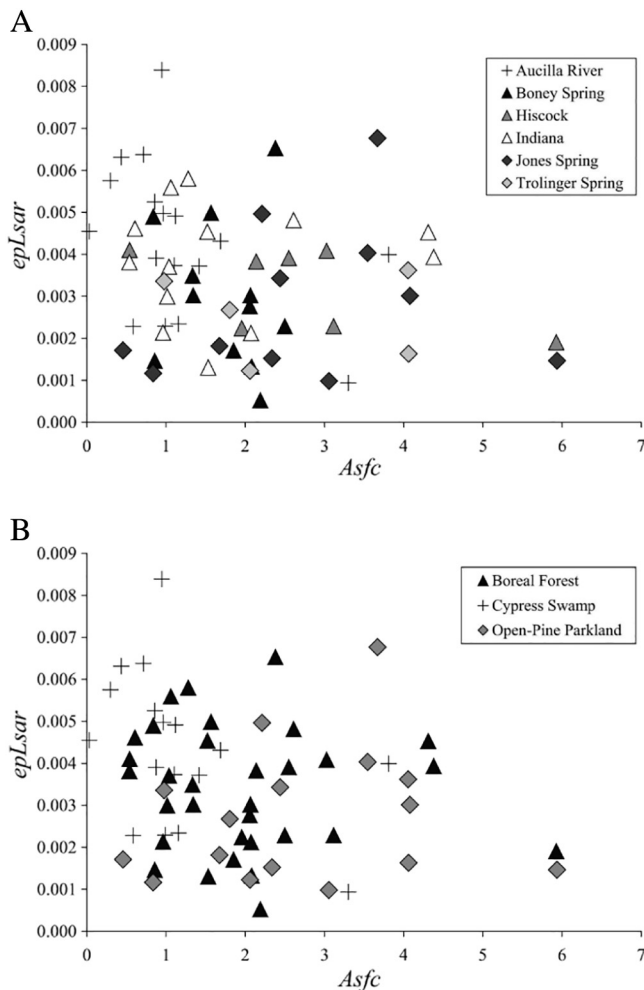 A
0.009
0.008
0.007
0.006
0.005
0.004
0.003
0.002
0.001
0.000
epLsar
0 1 2 3 4 5 6 7
Asfc
Aucilla River
Boney Spring
Hiscock
Indiana
Jones Spring
Trolinger Spring
B
0.009
0.008
0.007
0.006
0.005
0.004
0.003
0.002
0.001
0.000
epLsar
0 1 2 3 4 5 6 7
Asfc
Boreal Forest
Cypress Swamp
Open-Pine Parkland